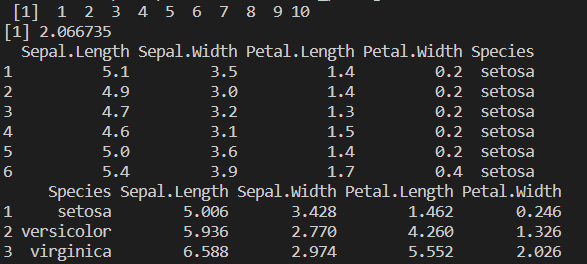 [1] 1 2 3 4 5 6 7 8 9 10
[1] 2.066735
Sepal.Length Sepal.Width Petal.Length Petal.Width Species
1 5.1 3.5 1.4 0.2 setosa
2 4.9 3.0 1.4 0.2 setosa
3 4.7 3.2 1.3 0.2 setosa
4 4.6 3.1 1.5 0.2 setosa
5 5.0 3.6 1.4 0.2 setosa
6 5.4 3.9 1.7 0.4 setosa
Species Sepal.Length Sepal.Width Petal.Length Petal.Width
1 setosa 5.006 3.428 1.462 0.246
2 versicolor 5.936 2.770 4.260 1.326
3 virginica 6.588 2.974 5.552 2.026